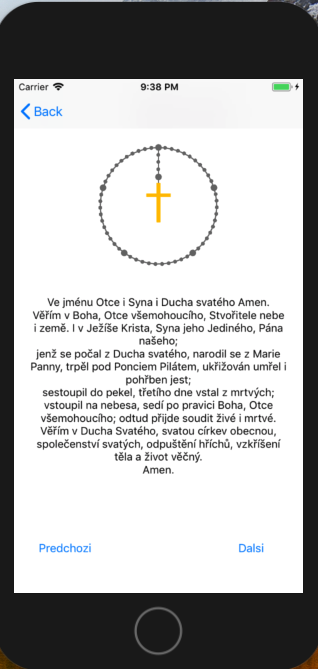 Carrier
9:38 PM
Back
Ve jménu Otce i Syna i Ducha svatého Amen.
Věřím v Boha, Otce všemohoucího, Stvořitele nebe
i země. I v Ježíše Krista, Syna jeho Jediného, Pána
našeho;
jenž se počal z Ducha svatého, narodil se z Marie
Panny, trpěl pod Ponciem Pilátem, ukřižován umřel i
pohřben jest;
sestoupil do pekel, třetího dne vstal z mrtvých;
vstoupil na nebesa, sedí po pravici Boha, Otce
všemohoucího; odtud přijde soudit živé i mrtvé.
Věřím v Ducha Svatého, svatou církev obecnou,
společenství svatých, odpuštění hříchů, vzkříšení
těla a život věčný.
Amen.
Predchozi
Dalsi